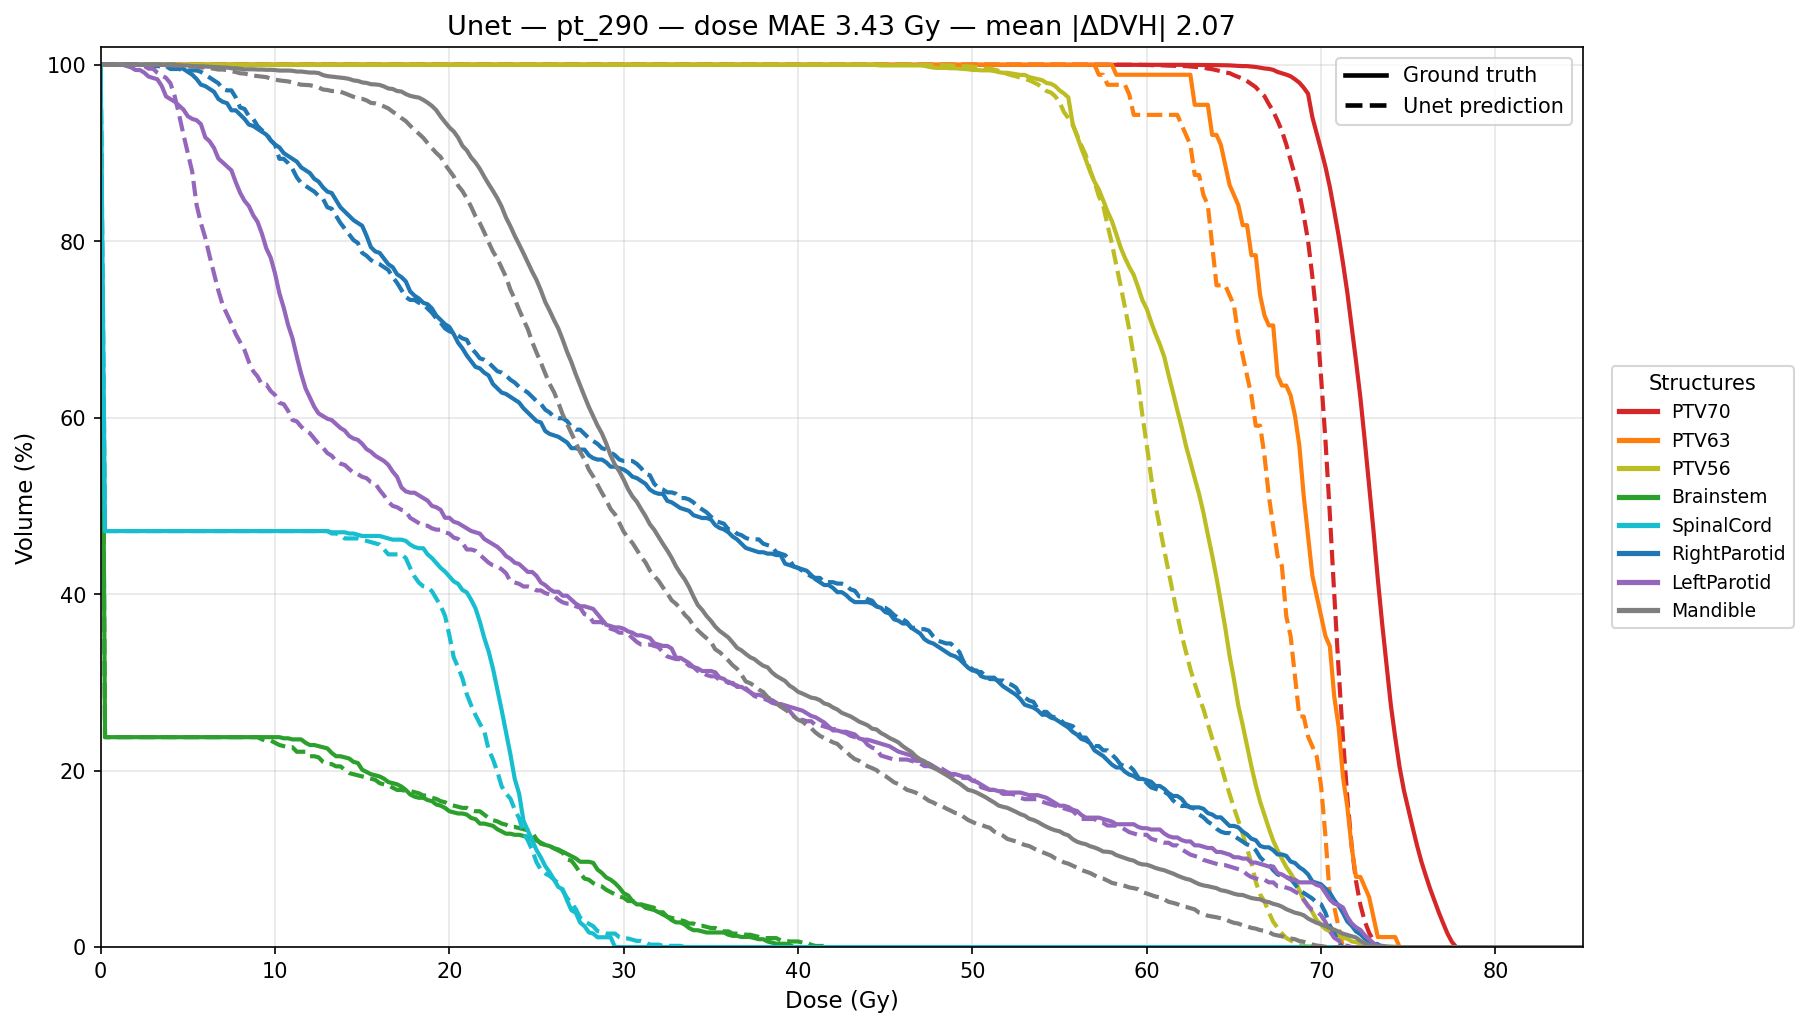 Unet — pt_290 — dose MAE 3.43 Gy — mean |ΔDVH| 2.07
Ground truth
Unet prediction
Structures
PTV70
PTV63
PTV56
Brainstem
SpinalCord
RightParotid
LeftParotid
Mandible
Volume (%)
100
80
60
40
20
0
0 10 20 30 40 50 60 70 80
Dose (Gy)